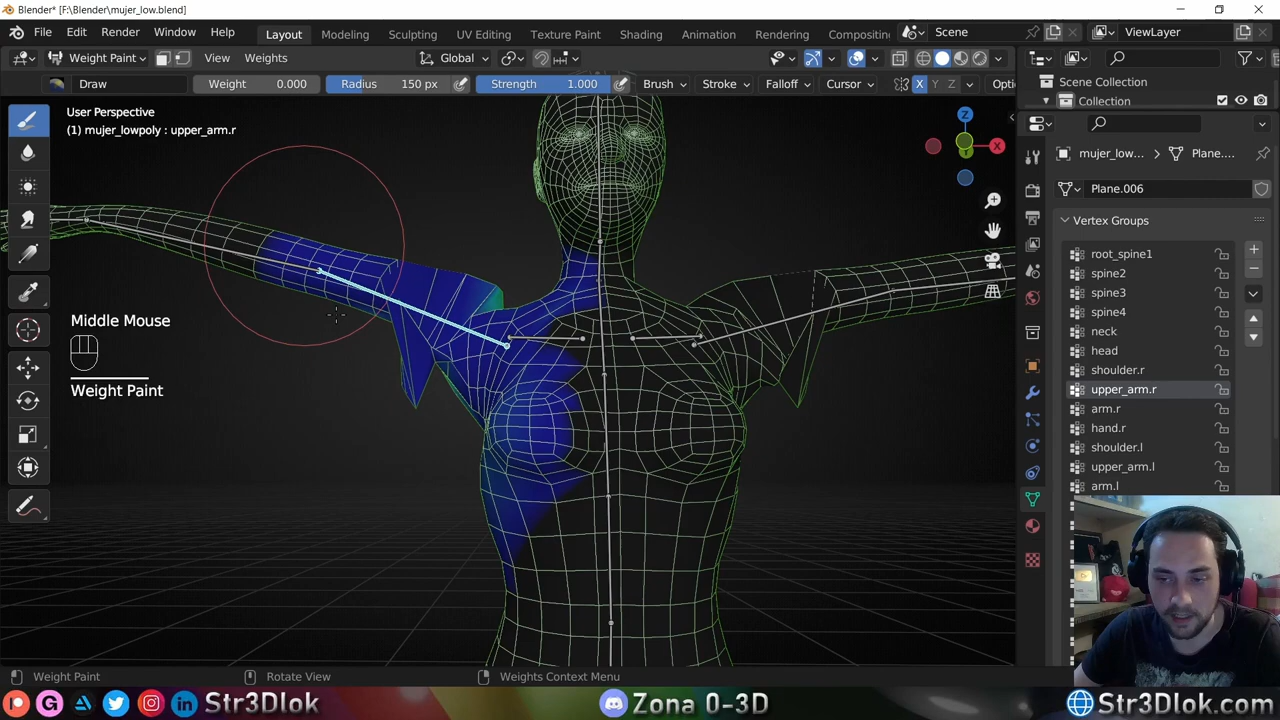 Blender* [F:\Blender\mujer_low.blend]
File Edit Render Window Help Layout Modeling Sculpting UV Editing Texture Paint Shading Animation Rendering Compositing Scene ViewLayer
Weight Paint View Weights Global
Draw Weight 0.000 Radius 150 px Strength 1.000 Brush Stroke Falloff Cursor X Y Z Opti
User Perspective
(1) mujer_lowpoly : upper_arm.r
Z
X
Y
Middle Mouse
Weight Paint
Scene Collection
Collection
mujer_low... > Plane....
Plane.006
Vertex Groups
root_spine1
spine2
spine3
spine4
neck
head
shoulder.r
upper_arm.r
arm.r
hand.r
shoulder.l
upper_arm.l
arm.l
Weight Paint Rotate View Weights Context Menu
Str3Dlok Zona 0-3D Str3Dlok.com